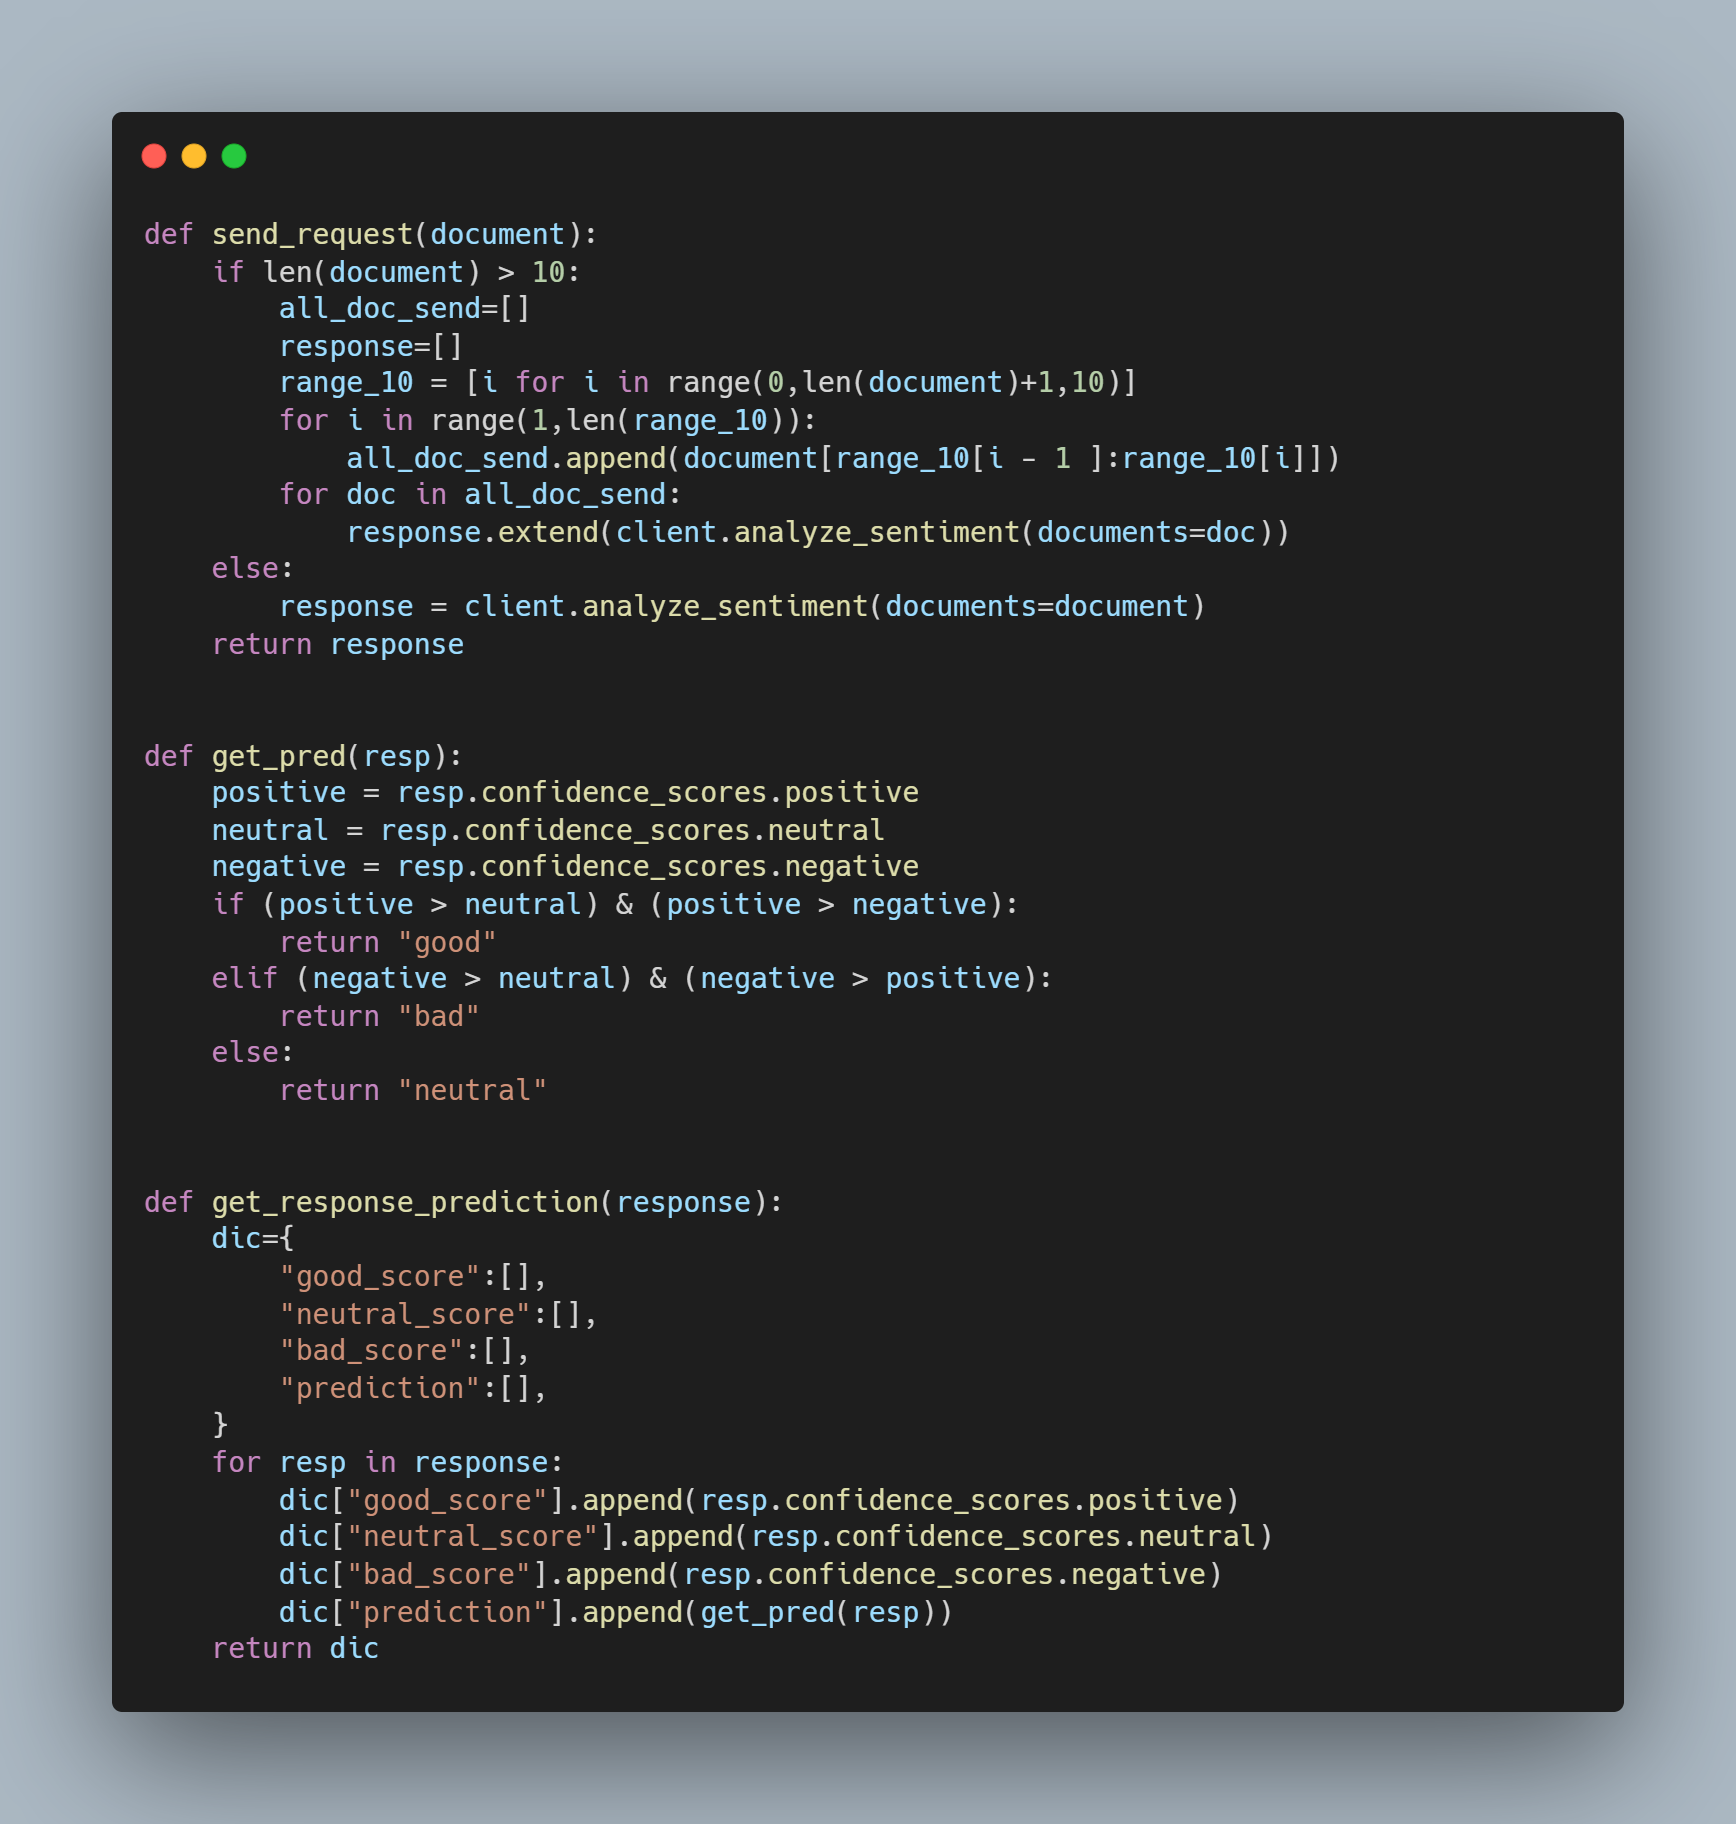 def send_request(document):
    if len(document) > 10:
        all_doc_send=[]
        response=[]
        range_10 = [i for i in range(0,len(document)+1,10)]
        for i in range(1,len(range_10)):
            all_doc_send.append(document[range_10[i - 1 ]:range_10[i]])
        for doc in all_doc_send:
            response.extend(client.analyze_sentiment(documents=doc))
    else:
        response = client.analyze_sentiment(documents=document)
    return response

def get_pred(resp):
    positive = resp.confidence_scores.positive
    neutral = resp.confidence_scores.neutral
    negative = resp.confidence_scores.negative
    if (positive > neutral) & (positive > negative):
        return "good"
    elif (negative > neutral) & (negative > positive):
        return "bad"
    else:
        return "neutral"

def get_response_prediction(response):
    dic={
        "good_score":[],
        "neutral_score":[],
        "bad_score":[],
        "prediction":[],
    }
    for resp in response:
        dic["good_score"].append(resp.confidence_scores.positive)
        dic["neutral_score"].append(resp.confidence_scores.neutral)
        dic["bad_score"].append(resp.confidence_scores.negative)
        dic["prediction"].append(get_pred(resp))
    return dic